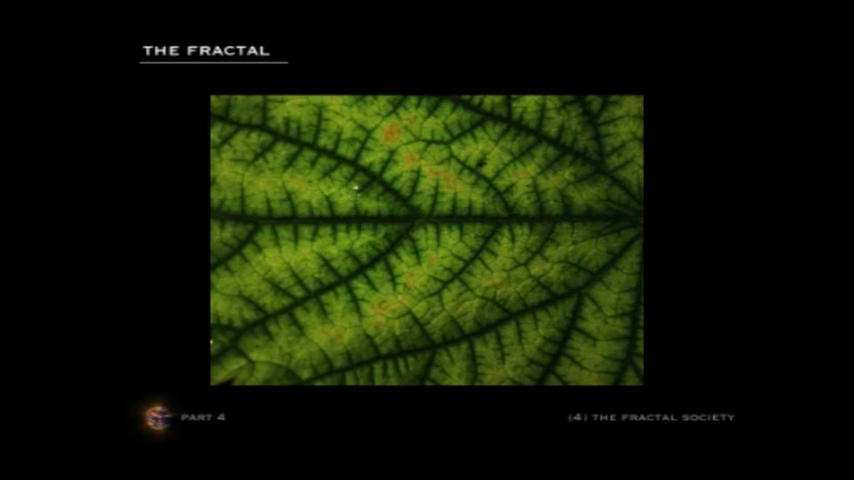 THE FRACTAL
PART 4
(4) THE FRACTAL SOCIETY